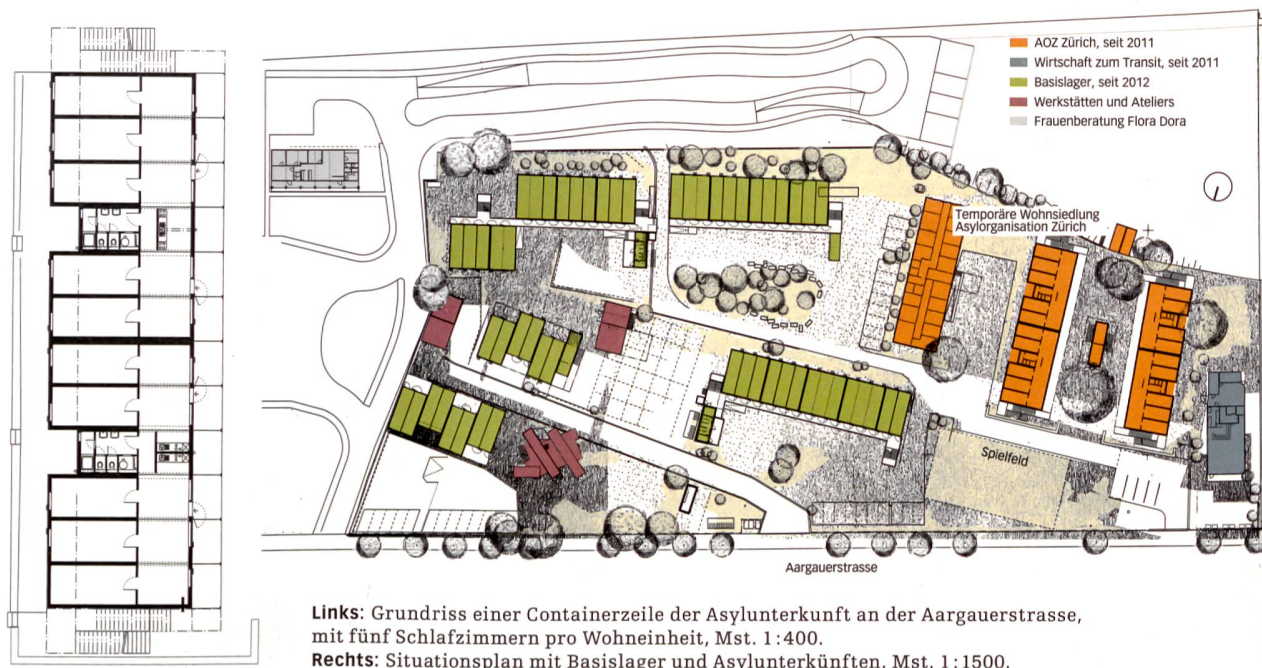 AOZ Zürich, seit 2011
Wirtschaft zum Transit, seit 2011
Basislager, seit 2012
Werkstätten und Ateliers
Frauenberatung Flora Dora
Temporäre Wohnsiedlung
Asylorganisation Zürich
Spielfeld
Aargauerstrasse
Links: Grundriss einer Containerzeile der Asylunterkunft an der Aargauerstrasse,
mit fünf Schlafzimmern pro Wohneinheit, Mst. 1:400.
Rechts: Situationsplan mit Basislager und Asylunterkünften, Mst. 1:1500.